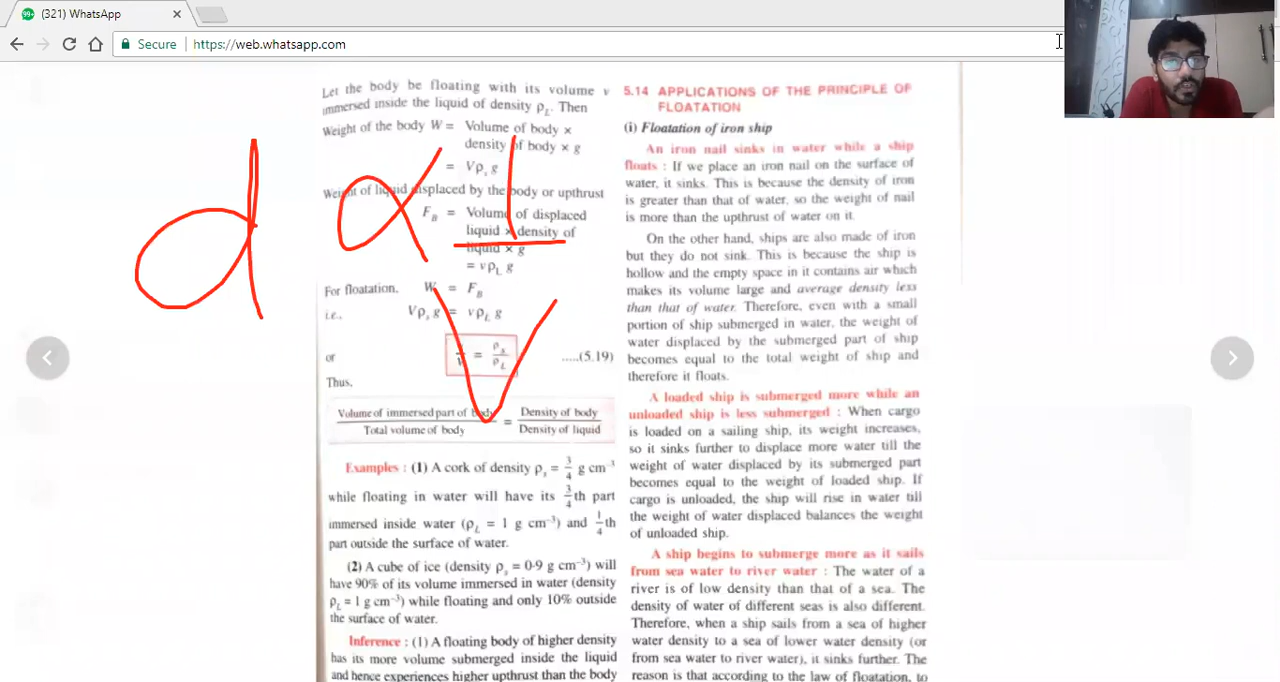 (321) WhatsApp
Secure
https://web.whatsapp.com
Let the body be floating with its volume v
immersed inside the liquid of density ρL. Then
Weight of the body W = Volume of body ×
density of body × g
= Vρs g
Weight of liquid displaced by the body or upthrust
FB = Volume of displaced
liquid × density of
liquid × g
= vρL g
For floatation, W = FB
i.e., Vρs g = vρL g
or v/V = ρs/ρL .....(5.19)
Thus,
Volume of immersed part of body / Total volume of body = Density of body / Density of liquid
Examples : (1) A cork of density ρs = 3/4 g cm⁻³
while floating in water will have its 3/4 th part
immersed inside water (ρL = 1 g cm⁻³) and 1/4 th
part outside the surface of water.
(2) A cube of ice (density ρs = 0·9 g cm⁻³) will
have 90% of its volume immersed in water (density
ρL = 1 g cm⁻³) while floating and only 10% outside
the surface of water.
Inference : (1) A floating body of higher density
has its more volume submerged inside the liquid
and hence experiences higher upthrust than the body
5.14 APPLICATIONS OF THE PRINCIPLE OF
FLOATATION
(i) Floatation of iron ship
An iron nail sinks in water while a ship
floats : If we place an iron nail on the surface of
water, it sinks. This is because the density of iron
is greater than that of water, so the weight of nail
is more than the upthrust of water on it.
On the other hand, ships are also made of iron
but they do not sink. This is because the ship is
hollow and the empty space in it contains air which
makes its volume large and average density less
than that of water. Therefore, even with a small
portion of ship submerged in water, the weight of
water displaced by the submerged part of ship
becomes equal to the total weight of ship and
therefore it floats.
A loaded ship is submerged more while an
unloaded ship is less submerged : When cargo
is loaded on a sailing ship, its weight increases,
so it sinks further to displace more water till the
weight of water displaced by its submerged part
becomes equal to the weight of loaded ship. If
cargo is unloaded, the ship will rise in water till
the weight of water displaced balances the weight
of unloaded ship.
A ship begins to submerge more as it sails
from sea water to river water : The water of a
river is of low density than that of a sea. The
density of water of different seas is also different.
Therefore, when a ship sails from a sea of higher
water density to a sea of lower water density (or
from sea water to river water), it sinks further. The
reason is that according to the law of floatation, to
d α 1/V